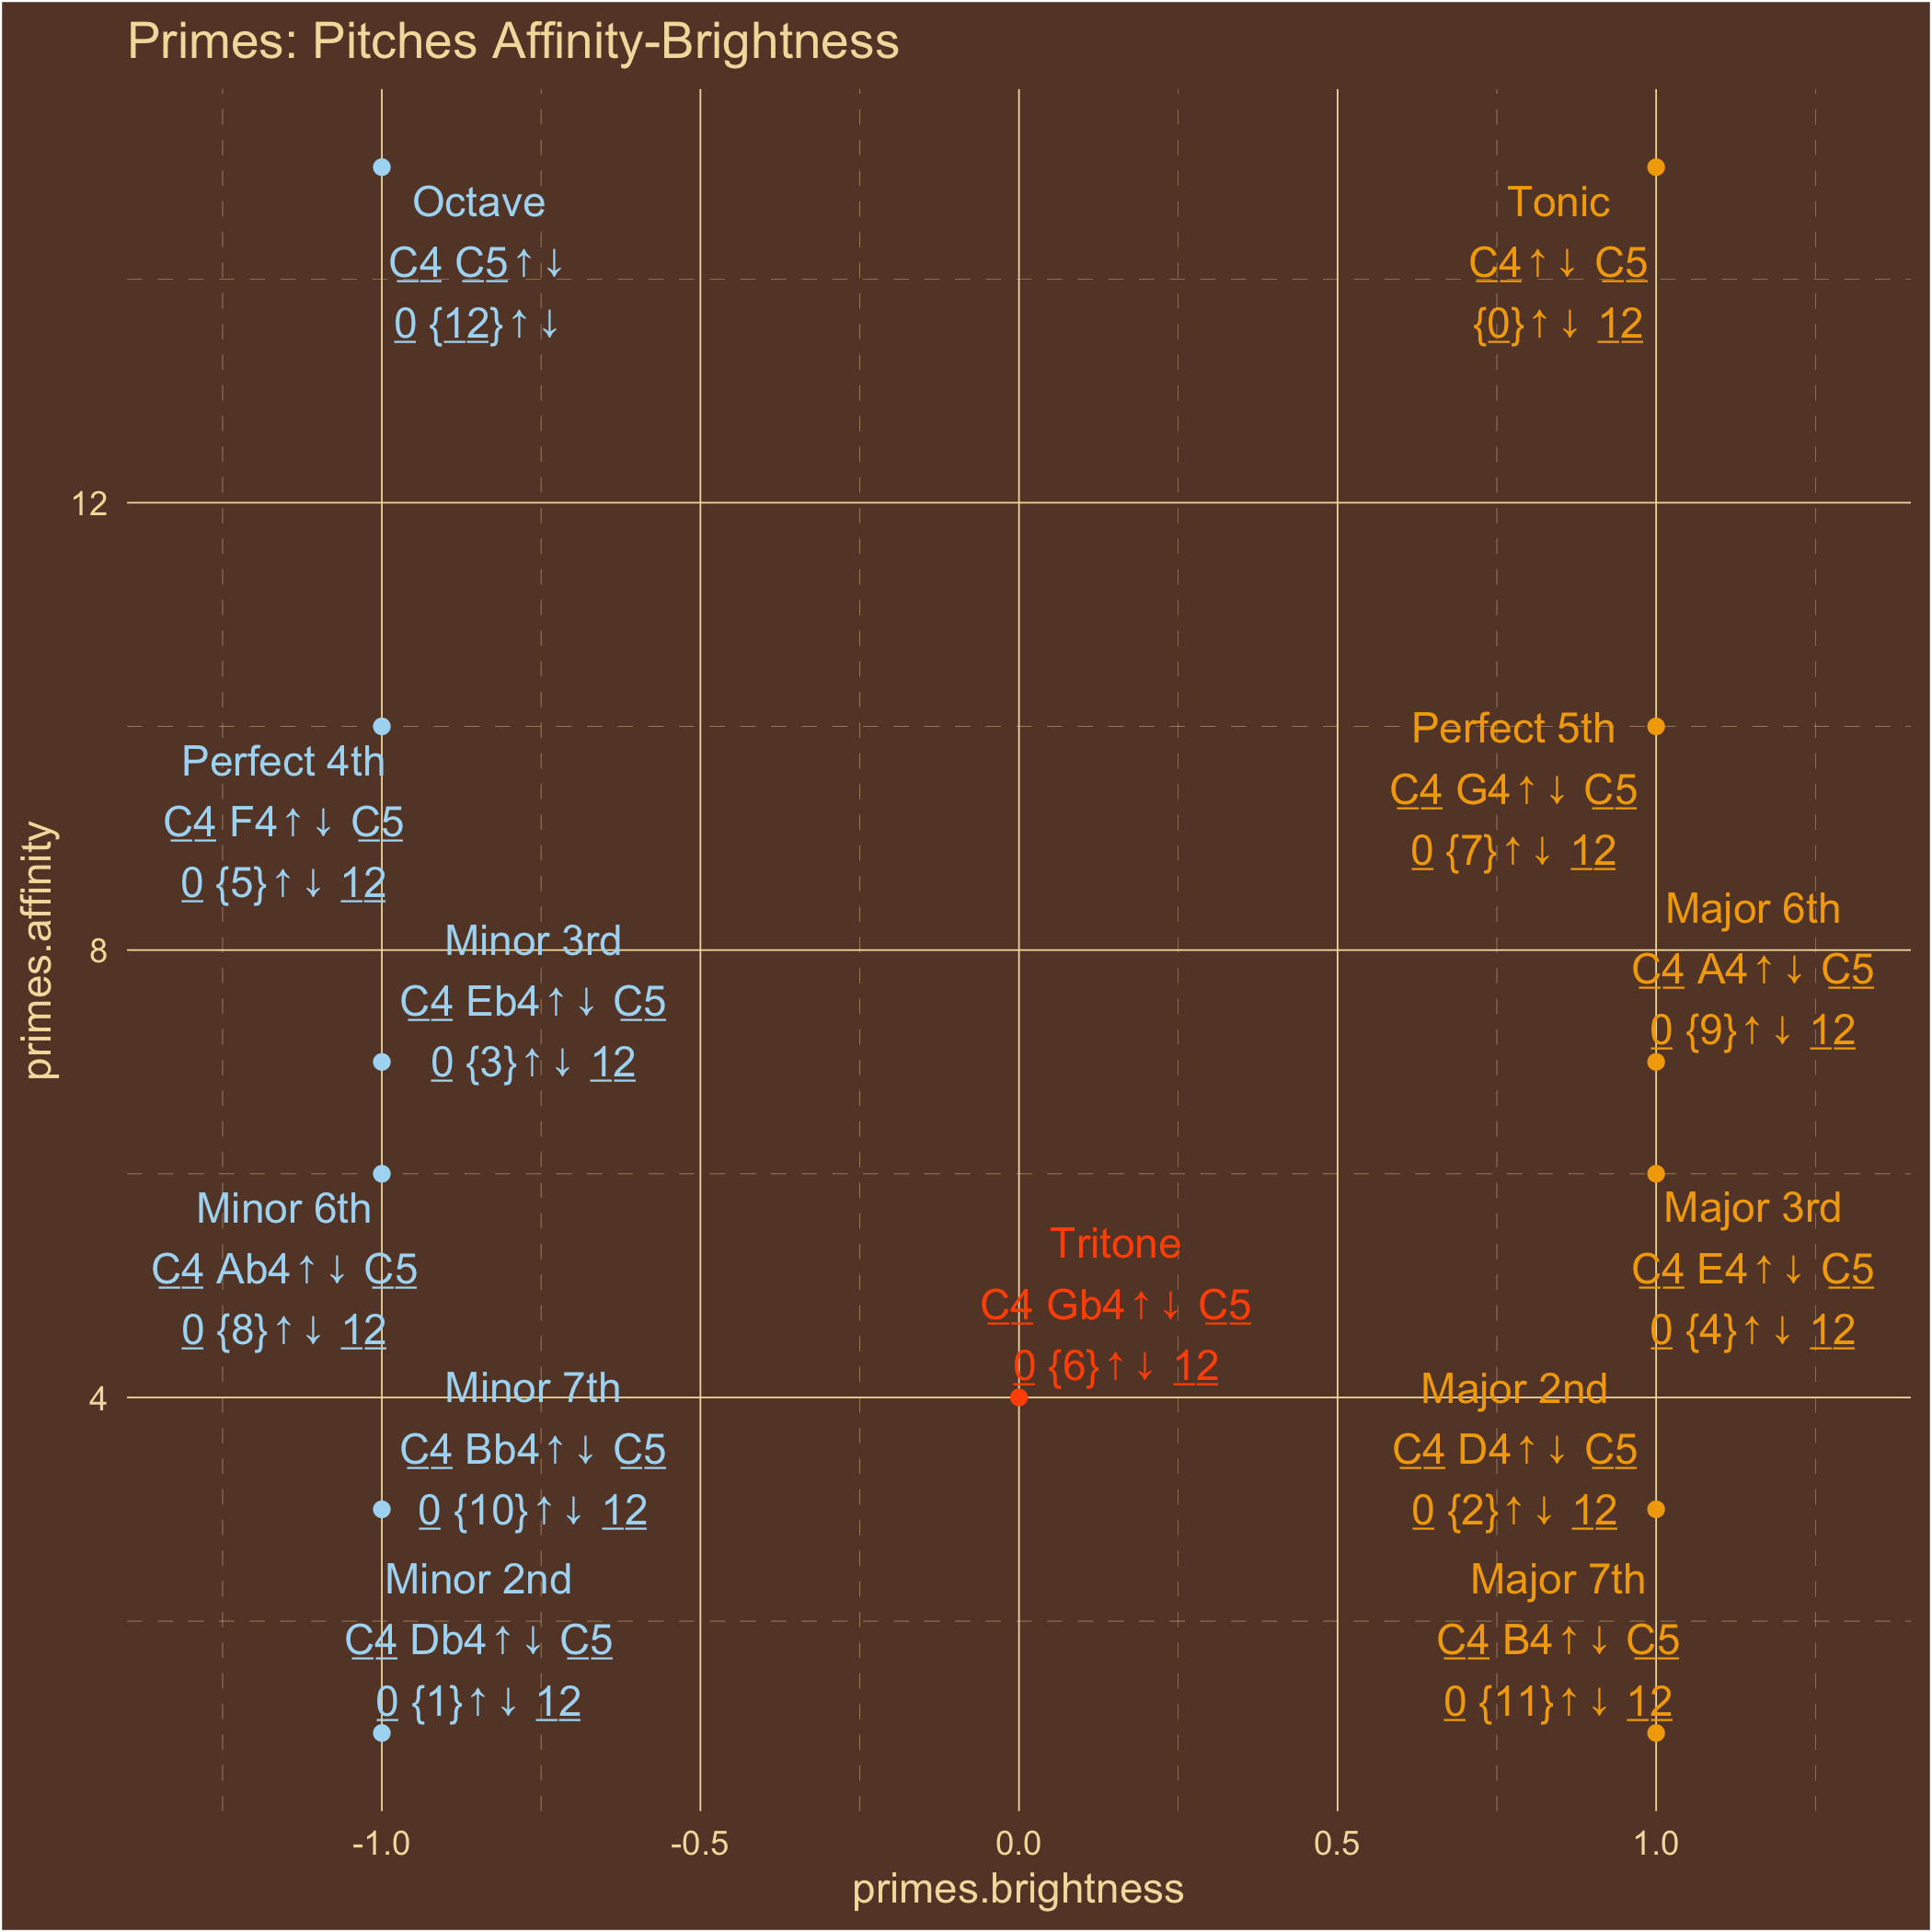 Primes: Pitches Affinity-Brightness
Octave
C4 C5↑↓
0 {12}↑↓
Tonic
C4↑↓ C5
{0}↑↓ 12
12
Perfect 4th
C4 F4↑↓ C5
0 {5}↑↓ 12
Perfect 5th
C4 G4↑↓ C5
0 {7}↑↓ 12
primes.affinity
8
Minor 3rd
C4 Eb4↑↓ C5
0 {3}↑↓ 12
Major 6th
C4 A4↑↓ C5
0 {9}↑↓ 12
Minor 6th
C4 Ab4↑↓ C5
0 {8}↑↓ 12
Tritone
C4 Gb4↑↓ C5
0 {6}↑↓ 12
Major 3rd
C4 E4↑↓ C5
0 {4}↑↓ 12
4
Minor 7th
C4 Bb4↑↓ C5
0 {10}↑↓ 12
Major 2nd
C4 D4↑↓ C5
0 {2}↑↓ 12
Minor 2nd
C4 Db4↑↓ C5
0 {1}↑↓ 12
Major 7th
C4 B4↑↓ C5
0 {11}↑↓ 12
-1.0 -0.5 0.0 0.5 1.0
primes.brightness